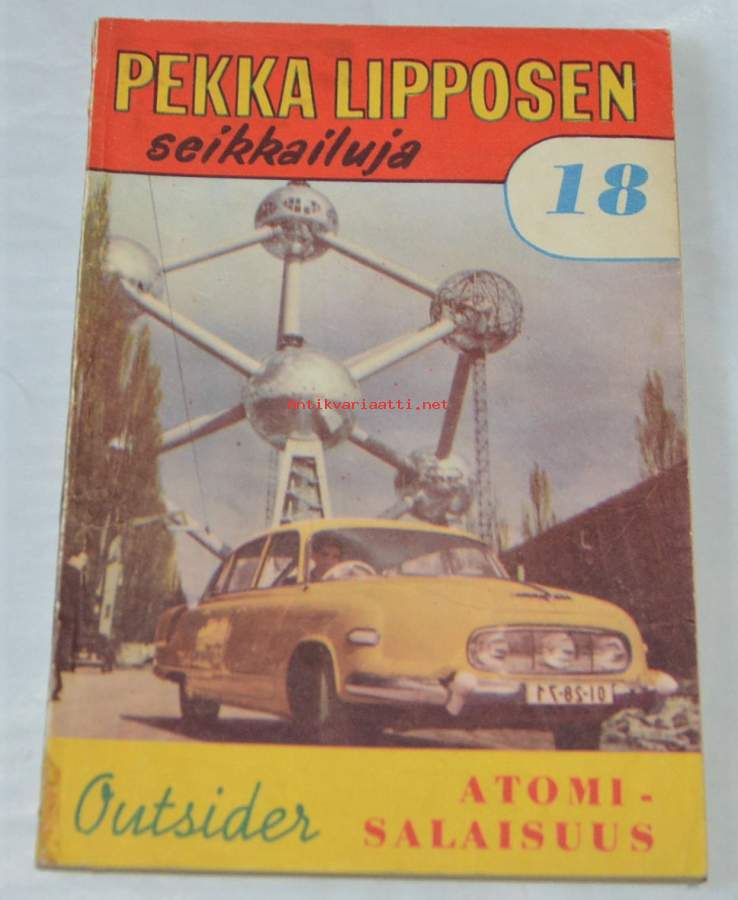 PEKKA LIPPOSEN
seikkailuja
18
Antikvariaatti.net
01-28-71
Outsider
ATOMI-
SALAISUUS